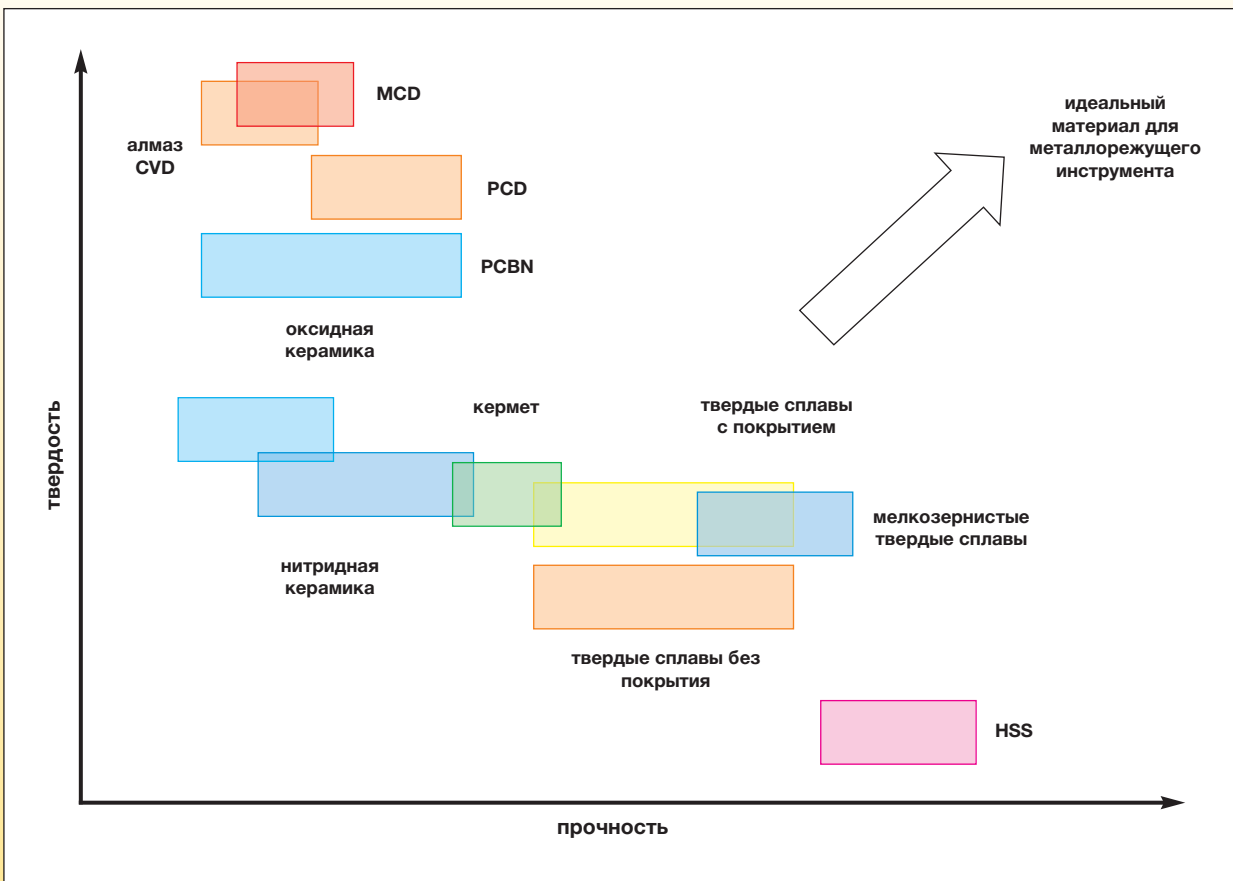 MCD
идеальный
материал для
металлорежущего
инструмента
алмаз
CVD
PCD
PCBN
оксидная
керамика
твердость
кермет
твердые сплавы
с покрытием
мелкозернистые
твердые сплавы
нитридная
керамика
твердые сплавы без
покрытия
HSS
прочность